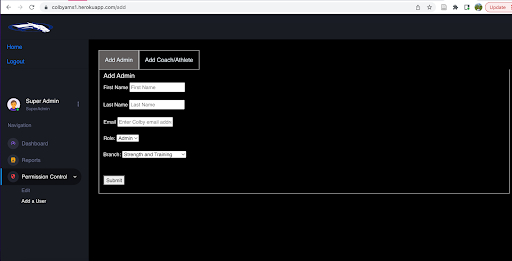 colbyams1.herokuapp.com/add
Update
Home
Logout
Super Admin
SuperAdmin
Navigation
Dashboard
Reports
Permission Control
Edit
Add a User
Add Admin
Add Coach/Athlete
Add Admin
First Name First Name
Last Name Last Name
Email Enter Colby email addre
Role: Admin
Branch: Strength and Training
Submit